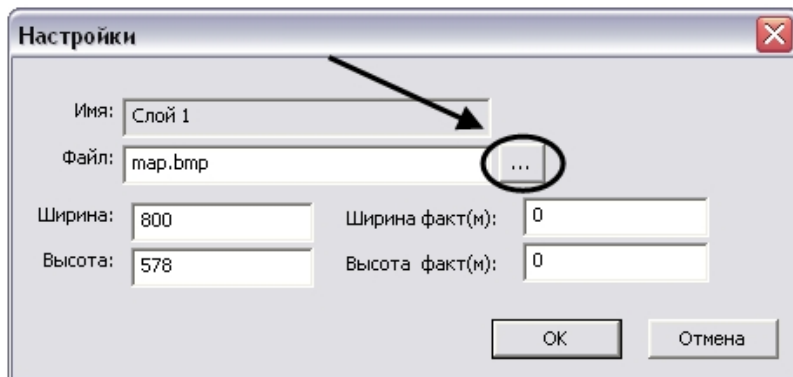 Настройки
Имя: Слой 1
Файл: map.bmp ...
Ширина: 800 Ширина факт(м): 0
Высота: 578 Высота факт(м): 0
OK Отмена